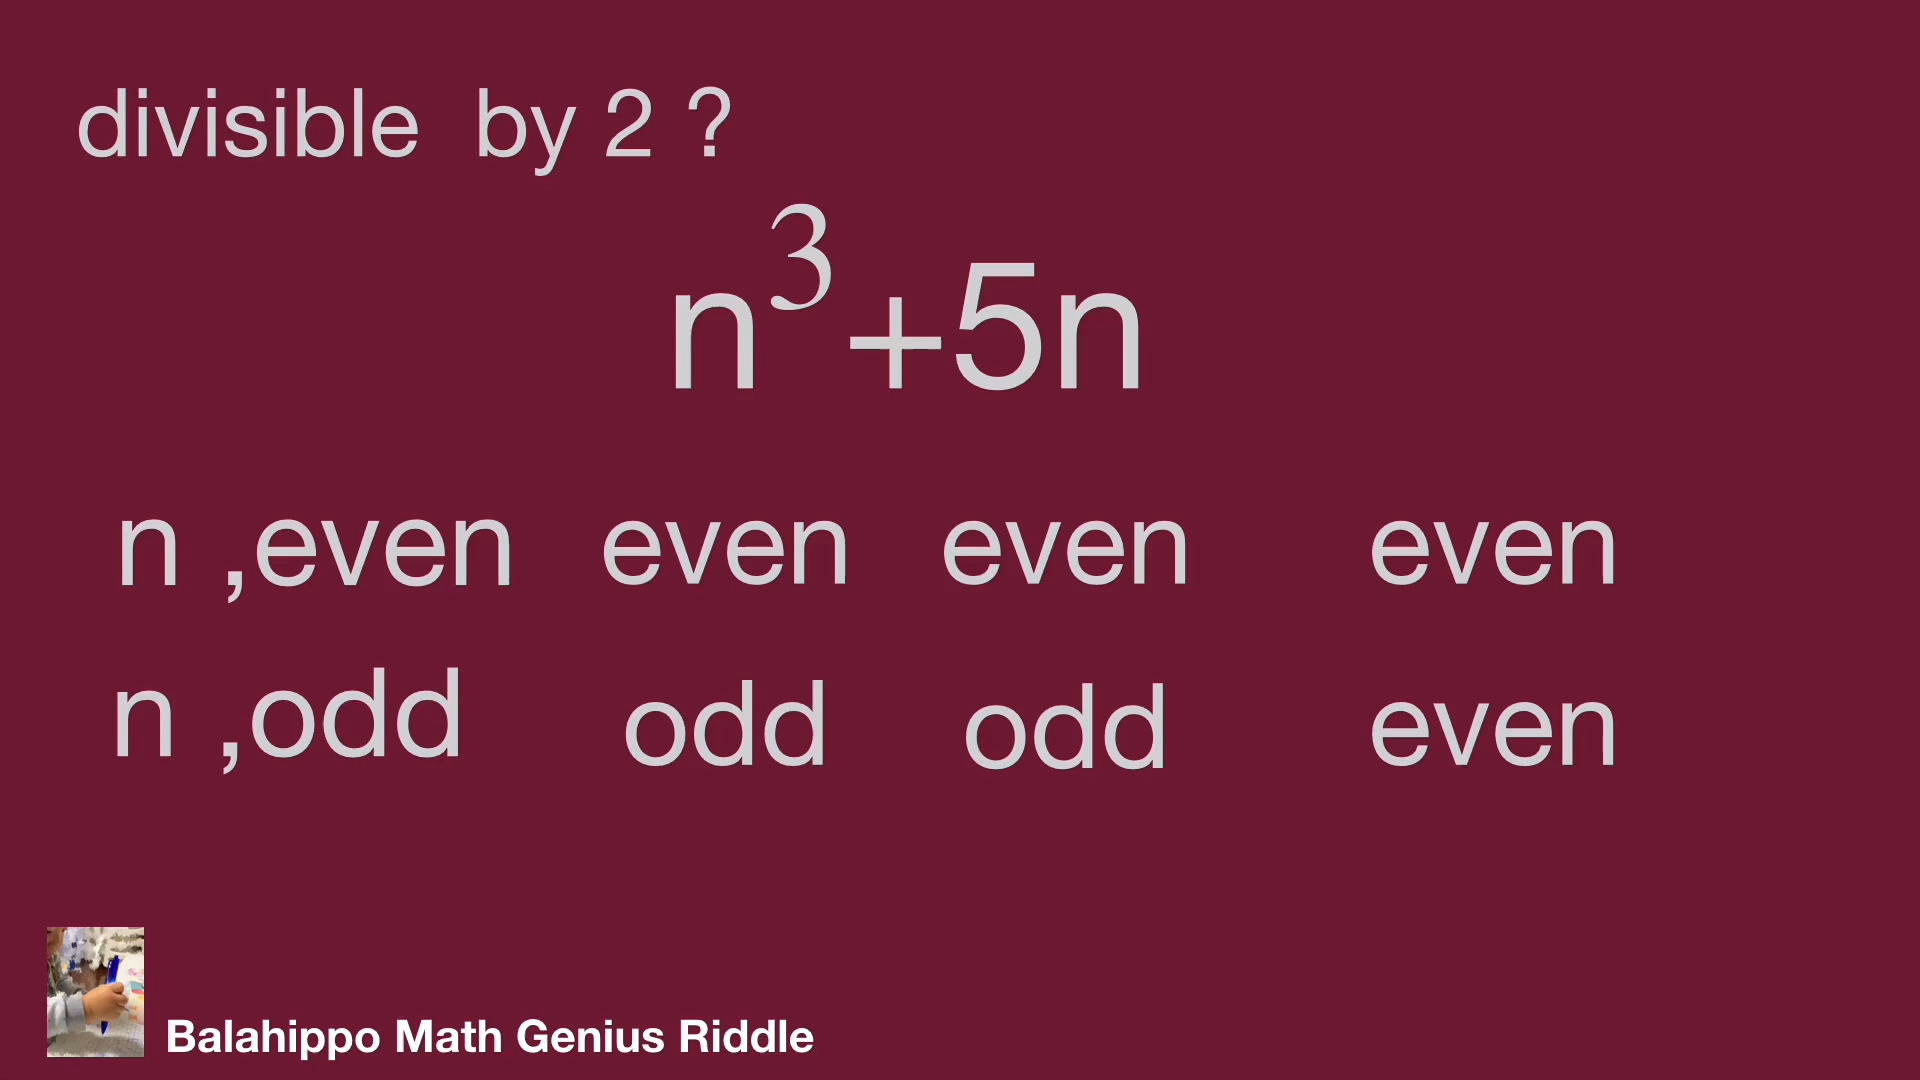 divisible by 2 ?
n³+5n
n ,even even even even
n ,odd odd odd even
Balahippo Math Genius Riddle